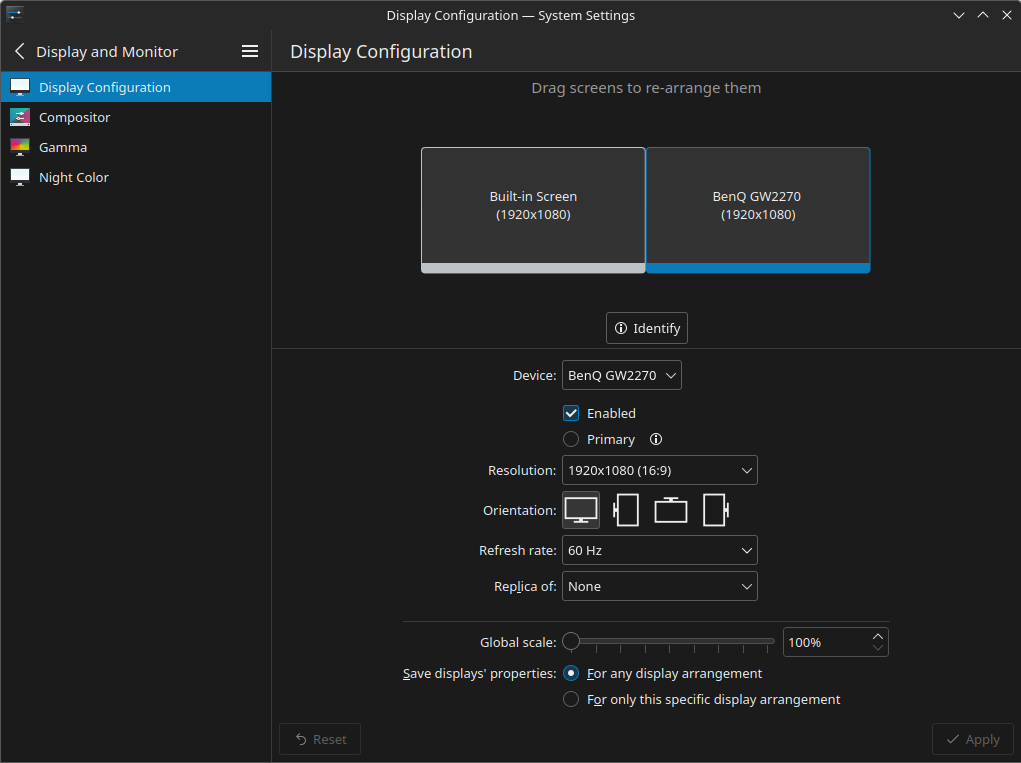 Display Configuration — System Settings
Display and Monitor
Display Configuration
Display Configuration
Compositor
Gamma
Night Color
Drag screens to re-arrange them
Built-in Screen
(1920x1080)
BenQ GW2270
(1920x1080)
Identify
Device: BenQ GW2270
Enabled
Primary
Resolution: 1920x1080 (16:9)
Orientation:
Refresh rate: 60 Hz
Replica of: None
Global scale: 100%
Save displays' properties: For any display arrangement
For only this specific display arrangement
Reset
Apply